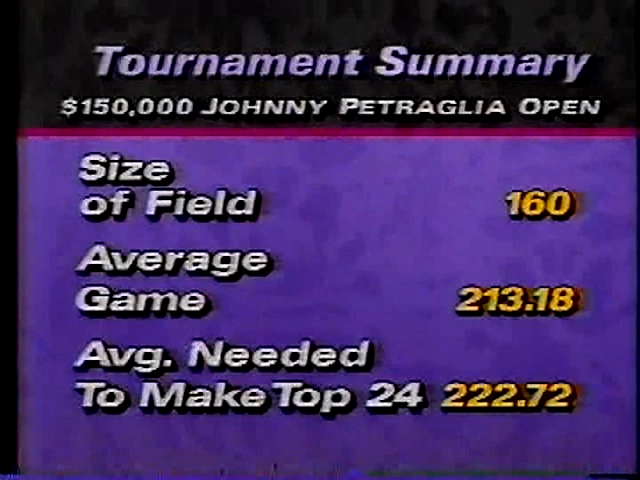 Tournament Summary
$150,000 JOHNNY PETRAGLIA OPEN
Size
of Field 160
Average
Game 213.18
Avg. Needed
To Make Top 24 222.72